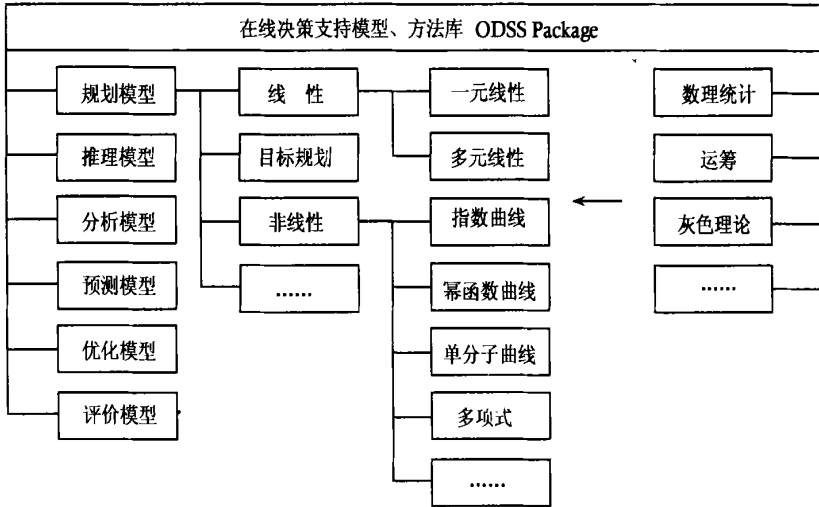 在线决策支持模型、方法库 ODSS Package
规划模型
线 性
一元线性
数理统计
推理模型
目标规划
多元线性
运筹
分析模型
非线性
指数曲线
灰色理论
预测模型
……
幂函数曲线
……
优化模型
单分子曲线
评价模型
多项式
……